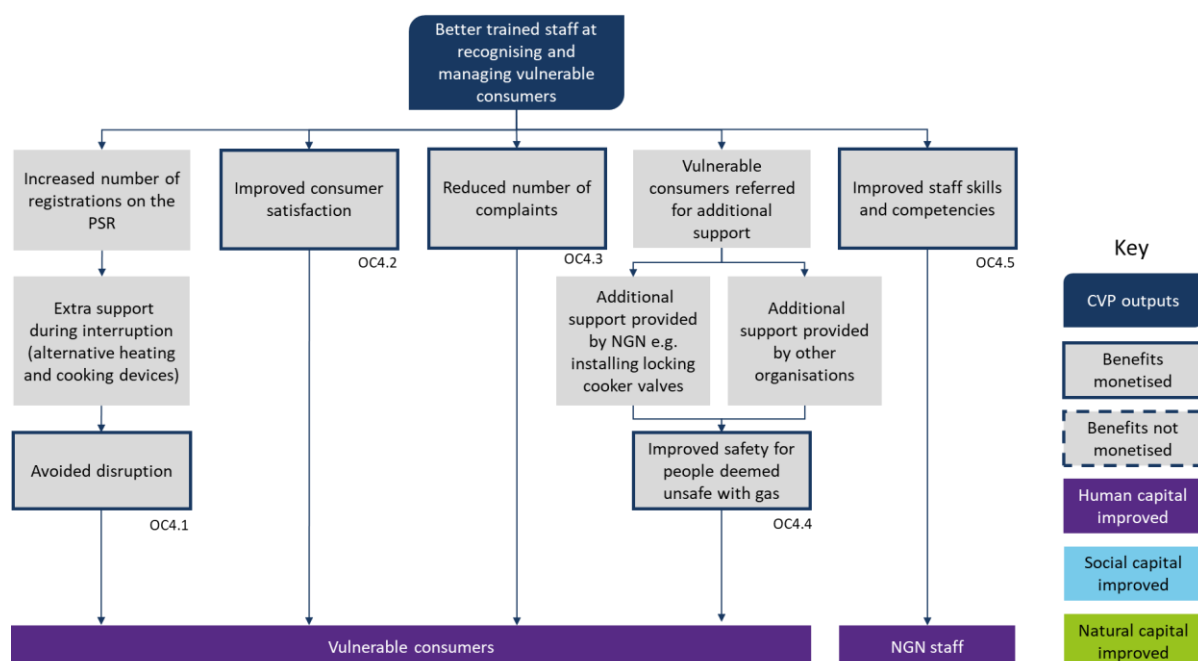 Better trained staff at
recognising and
managing vulnerable
consumers
Increased number of
registrations on the
PSR
Improved consumer
satisfaction
OC4.2
Reduced number of
complaints
OC4.3
Vulnerable
consumers referred
for additional
support
Improved staff skills
and competencies
OC4.5
Extra support
during interruption
(alternative heating
and cooking devices)
Additional
support provided
by NGN e.g.
installing locking
cooker valves
Additional
support provided
by other
organisations
Avoided disruption
OC4.1
Improved safety for
people deemed
unsafe with gas
OC4.4
Vulnerable consumers
NGN staff
Key
CVP outputs
Benefits
monetised
Benefits not
monetised
Human capital
improved
Social capital
improved
Natural capital
improved